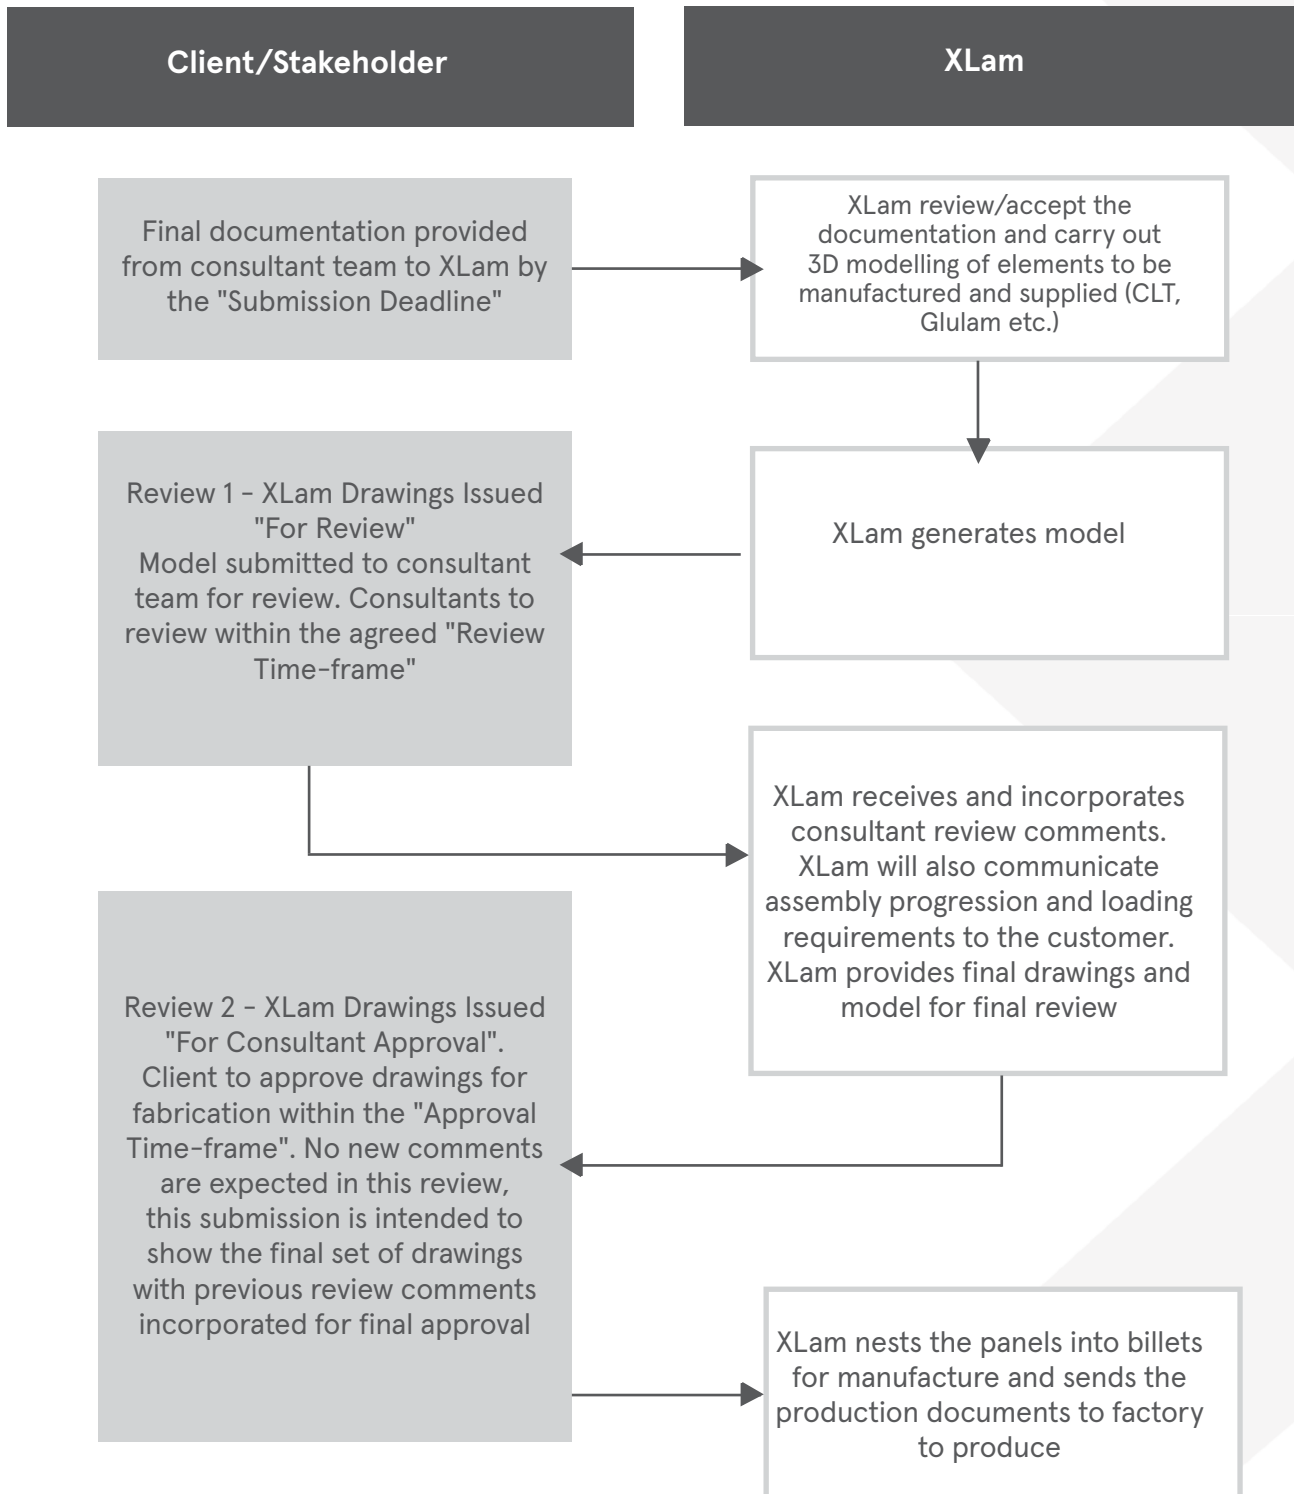 Client/Stakeholder
XLam
Final documentation provided
from consultant team to XLam by
the "Submission Deadline"
XLam review/accept the
documentation and carry out
3D modelling of elements to be
manufactured and supplied (CLT,
Glulam etc.)
XLam generates model
Review 1 - XLam Drawings Issued
"For Review"
Model submitted to consultant
team for review. Consultants to
review within the agreed "Review
Time-frame"
XLam receives and incorporates
consultant review comments.
XLam will also communicate
assembly progression and loading
requirements to the customer.
XLam provides final drawings and
model for final review
Review 2 - XLam Drawings Issued
"For Consultant Approval".
Client to approve drawings for
fabrication within the "Approval
Time-frame". No new comments
are expected in this review,
this submission is intended to
show the final set of drawings
with previous review comments
incorporated for final approval
XLam nests the panels into billets
for manufacture and sends the
production documents to factory
to produce